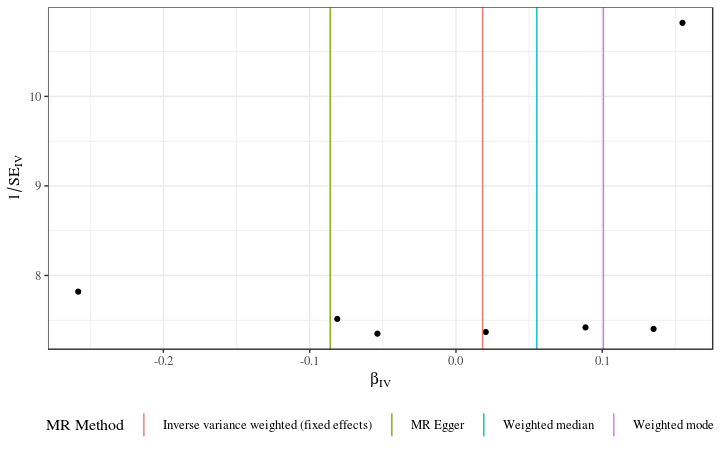 10
9
8
1/SE_IV
-0.2
-0.1
0.0
0.1
β_IV
MR Method
Inverse variance weighted (fixed effects)
MR Egger
Weighted median
Weighted mode